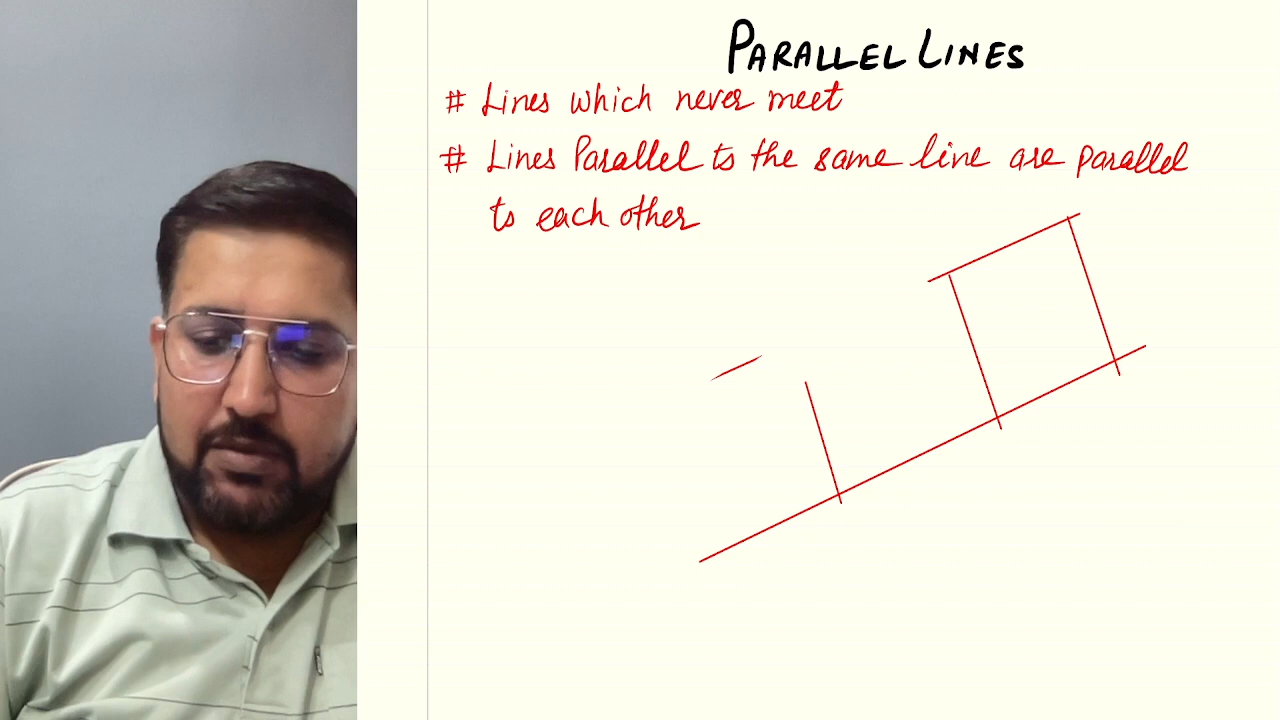 PARALLEL LINES
# Lines which never meet
# Lines Parallel to the same line are parallel
to each other